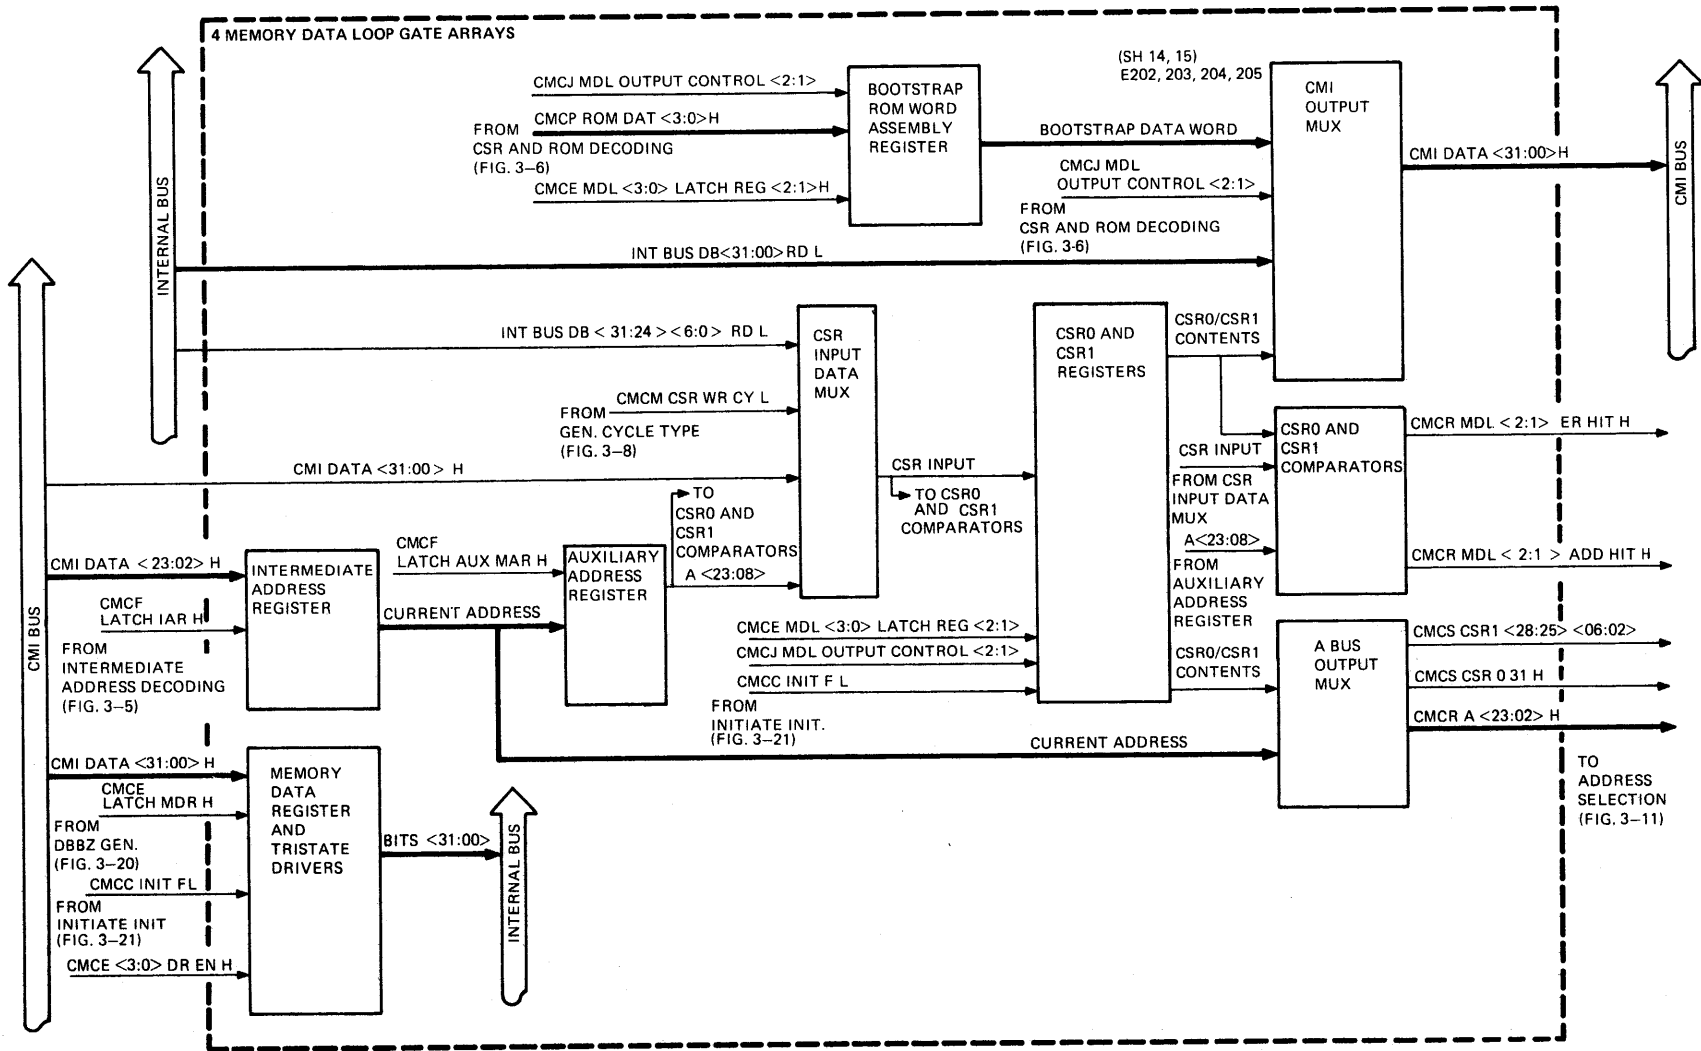 4 MEMORY DATA LOOP GATE ARRAYS
CMCJ MDL OUTPUT CONTROL <2:1>
CMCP ROM DAT <3:0> H
FROM
CSR AND ROM DECODING
(FIG. 3-6)
CMCE MDL <3:0> LATCH REG <2:1> H
BOOTSTRAP
ROM WORD
ASSEMBLY
REGISTER
(SH 14, 15)
E202, 203, 204, 205
BOOTSTRAP DATA WORD
CMCJ MDL
OUTPUT CONTROL <2:1>
FROM
CSR AND ROM DECODING
(FIG. 3-6)
CMI
OUTPUT
MUX
CMI DATA <31:00> H
CMI BUS
INTERNAL BUS
INT BUS DB<31:00> RD L
INT BUS DB < 31:24 > <6:0> RD L
CMCM CSR WR CY L
FROM
GEN. CYCLE TYPE
(FIG. 3-8)
CMI DATA <31:00> H
CSR
INPUT
DATA
MUX
CSR INPUT
TO CSR0
AND CSR1
COMPARATORS
CSR0 AND
CSR1
REGISTERS
CSR0/CSR1
CONTENTS
CSR INPUT
FROM CSR
INPUT DATA
MUX
A<23:08>
FROM
AUXILIARY
ADDRESS
REGISTER
CSR0 AND
CSR1
COMPARATORS
CMCR MDL <2:1> ER HIT H
CMCR MDL < 2:1 > ADD HIT H
CMI BUS
CMI DATA < 23:02 > H
CMCF
LATCH IAR H
FROM
INTERMEDIATE
ADDRESS DECODING
(FIG. 3-5)
INTERMEDIATE
ADDRESS
REGISTER
CURRENT ADDRESS
CMCF
LATCH AUX MAR H
AUXILIARY
ADDRESS
REGISTER
TO
CSR0 AND
CSR1
COMPARATORS
A <23:08>
CMCE MDL <3:0> LATCH REG <2:1>
CMCJ MDL OUTPUT CONTROL <2:1>
CMCC INIT F L
FROM
INITIATE INIT.
(FIG. 3-21)
CSR0/CSR1
CONTENTS
CURRENT ADDRESS
A BUS
OUTPUT
MUX
CMCS CSR1 <28:25> <06:02>
CMCS CSR 0 31 H
CMCR A <23:02> H
TO
ADDRESS
SELECTION
(FIG. 3-11)
CMI DATA <31:00> H
CMCE
LATCH MDR H
FROM
DBBZ GEN.
(FIG. 3-20)
CMCC INIT FL
FROM
INITIATE INIT
(FIG. 3-21)
CMCE <3:0> DR EN H
MEMORY
DATA
REGISTER
AND
TRISTATE
DRIVERS
BITS <31:00>
INTERNAL BUS